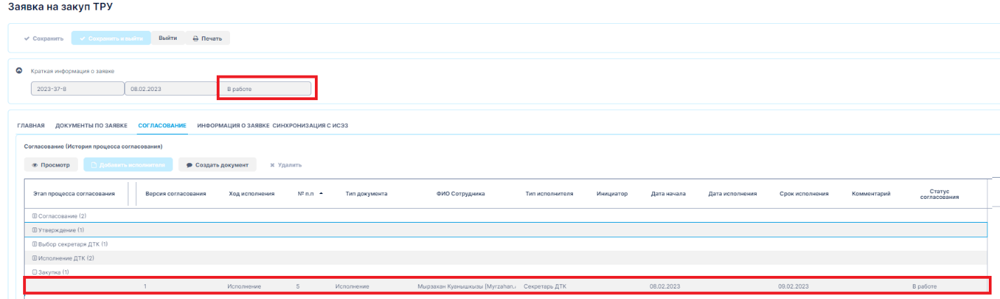 Заявка на закуп ТРУ
Сохранить Сохранить и выйти Выйти Печать
Краткая информация о заявке
2023-37-8 08.02.2023 В работе
ГЛАВНАЯ ДОКУМЕНТЫ ПО ЗАЯВКЕ СОГЛАСОВАНИЕ ИНФОРМАЦИЯ О ЗАЯВКЕ СИНХРОНИЗАЦИЯ С ИСЭЗ
Согласование (История процесса согласования)
Просмотр Добавить исполнителя Создать документ Удалить
Этап процесса согласования Версия согласования Ход исполнения № п.п Тип документа ФИО Сотрудника Тип исполнителя Инициатор Дата начала Дата исполнения Срок исполнения Комментарий Статус согласования
Согласование (2)
Утверждение (1)
Выбор секретаря ДТК (1)
Исполнение ДТК (2)
Закупка (1)
1 Исполнение 5 Исполнение Мырзахан Куанышкызы [Myrzahan. Секретарь ДТК 08.02.2023 09.02.2023 В работе